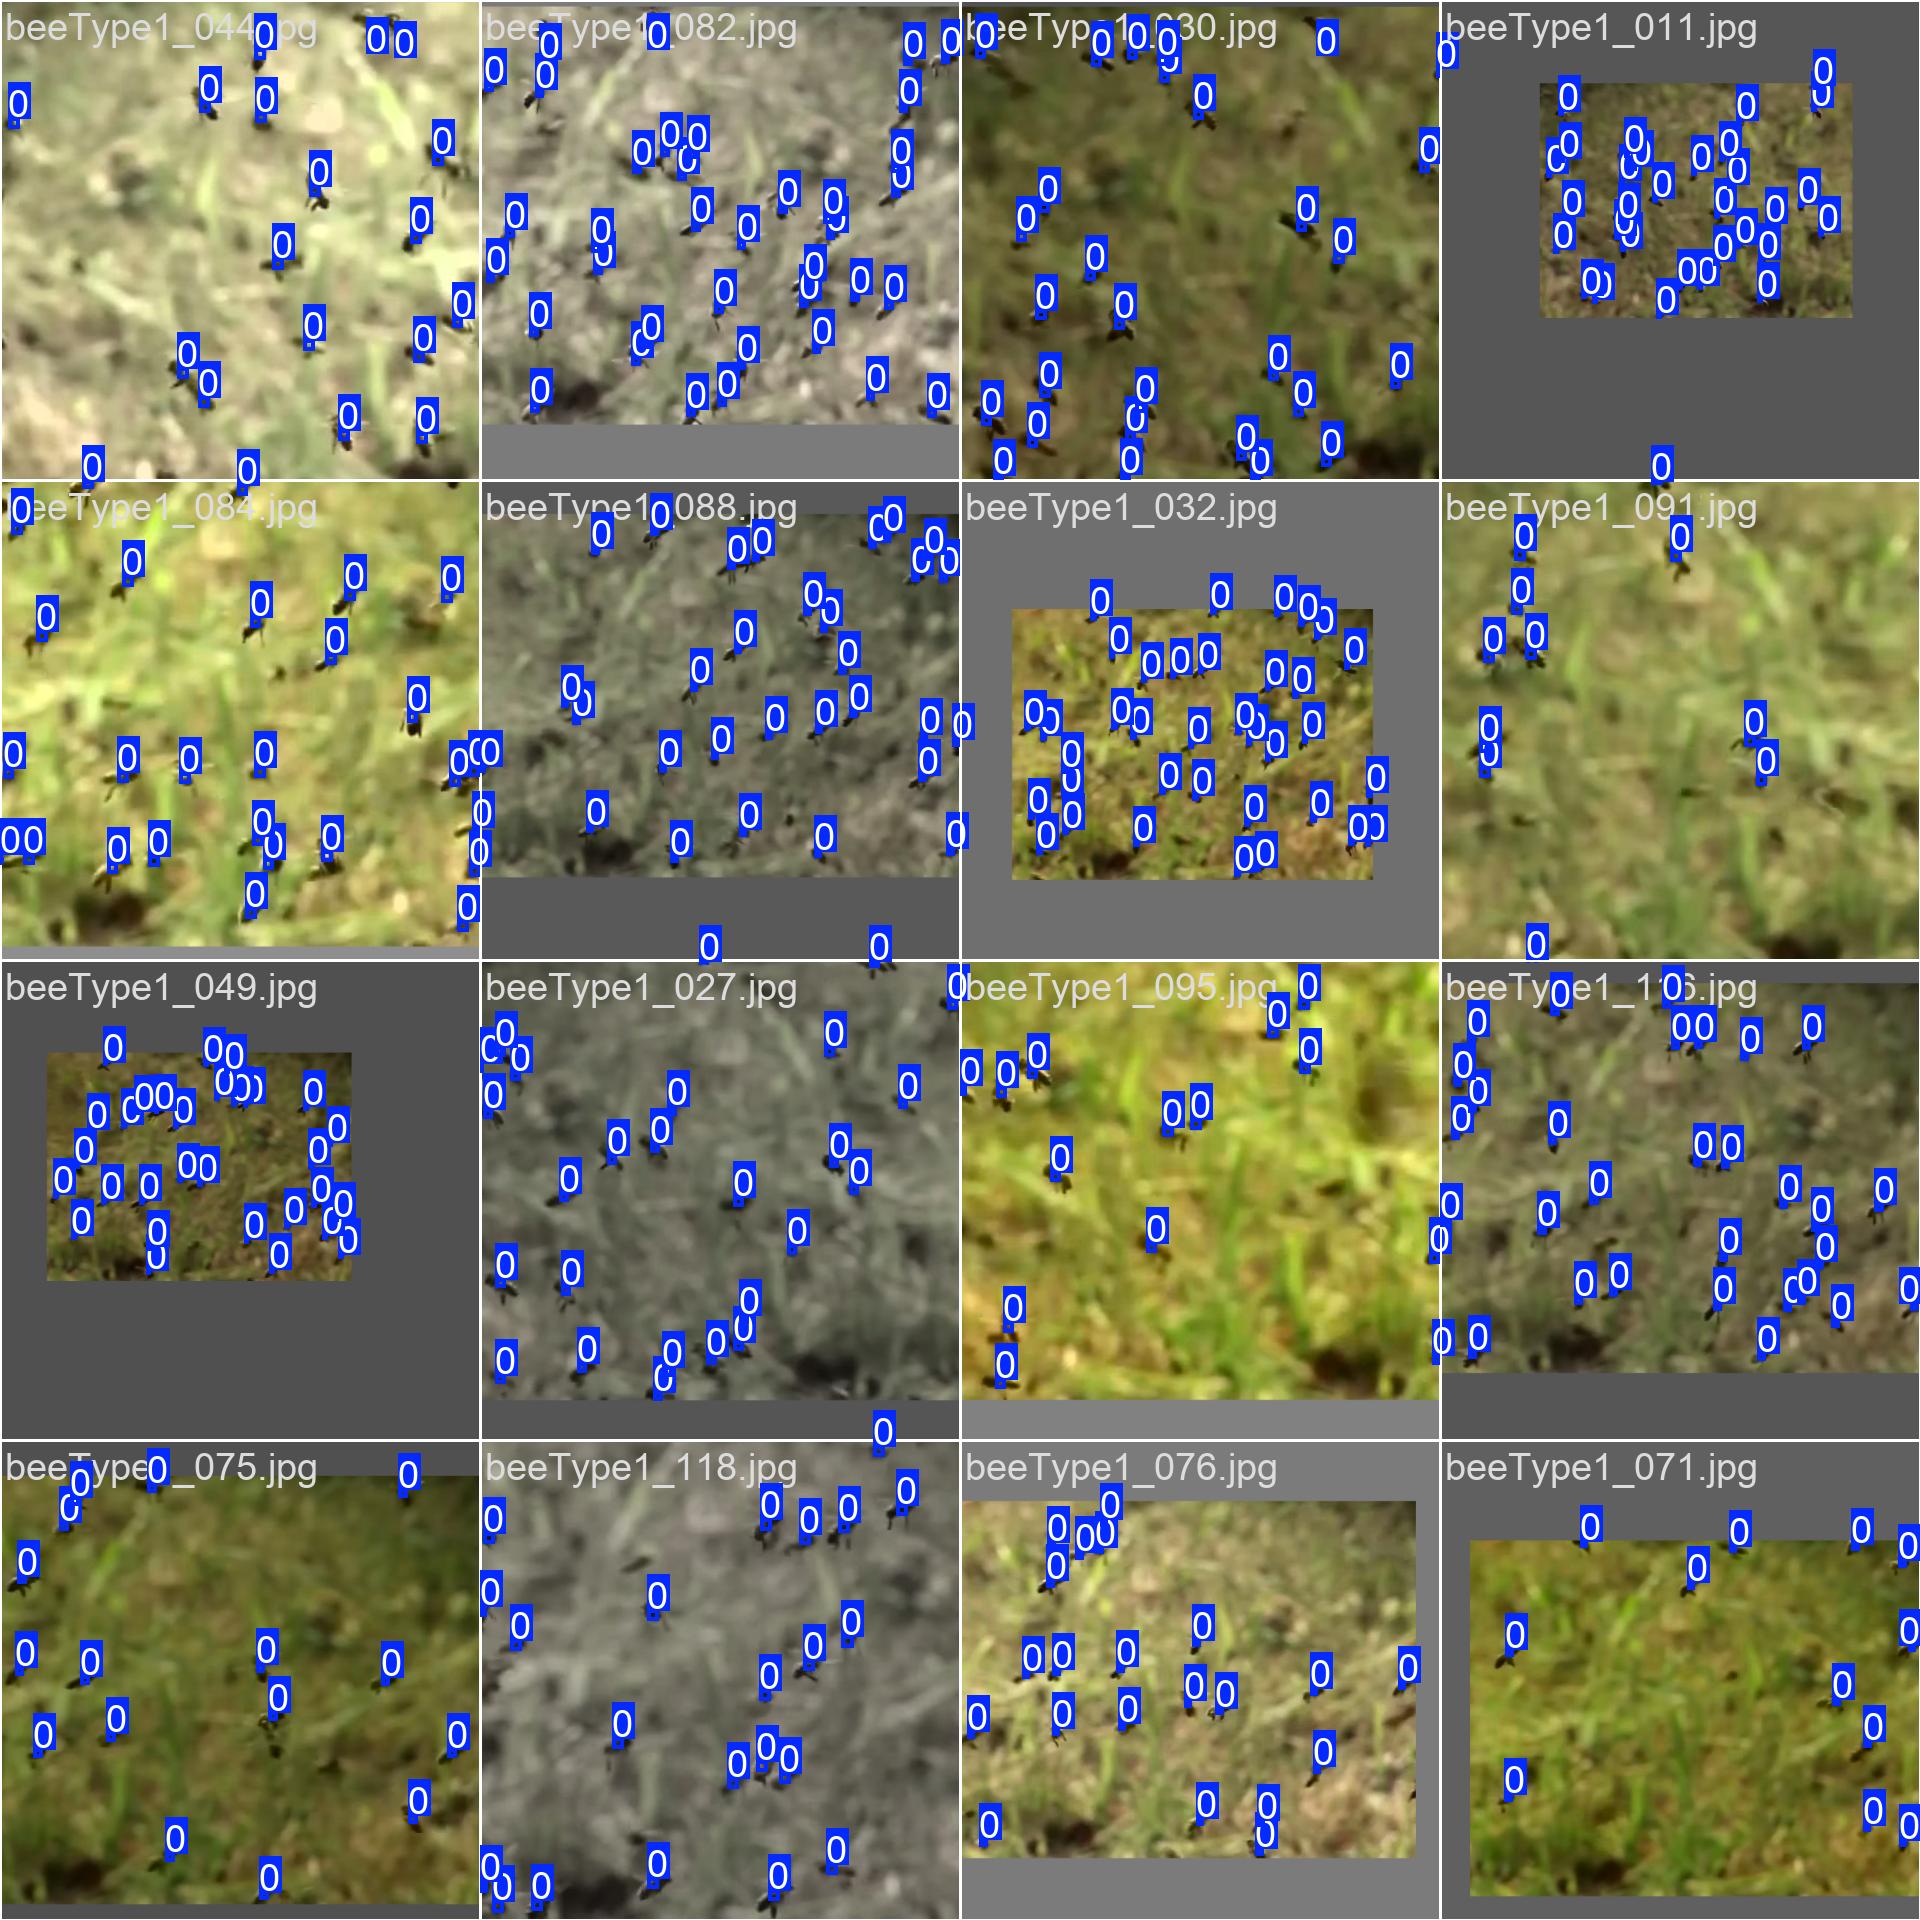 beeType1_044.jpg
beeType1_082.jpg
beeType1_030.jpg
beeType1_011.jpg
beeType1_084.jpg
beeType1_088.jpg
beeType1_032.jpg
beeType1_091.jpg
beeType1_049.jpg
beeType1_027.jpg
beeType1_095.jpg
beeType1_116.jpg
beeType1_075.jpg
beeType1_118.jpg
beeType1_076.jpg
beeType1_071.jpg